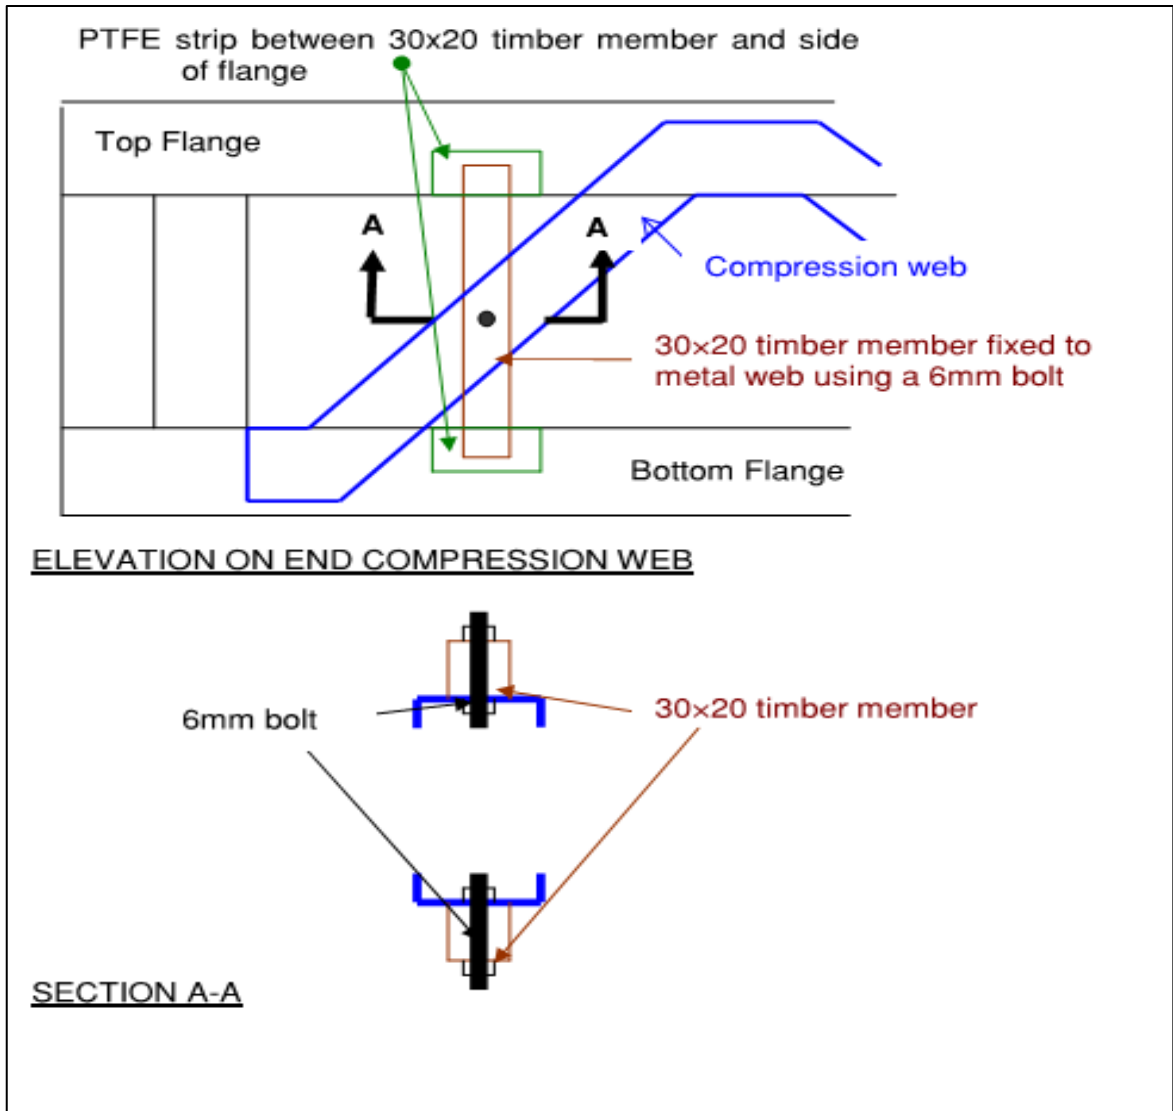 PTFE strip between 30x20 timber member and side
of flange
Top Flange
A
A
Compression web
30×20 timber member fixed to
metal web using a 6mm bolt
Bottom Flange
ELEVATION ON END COMPRESSION WEB
6mm bolt
30×20 timber member
SECTION A-A